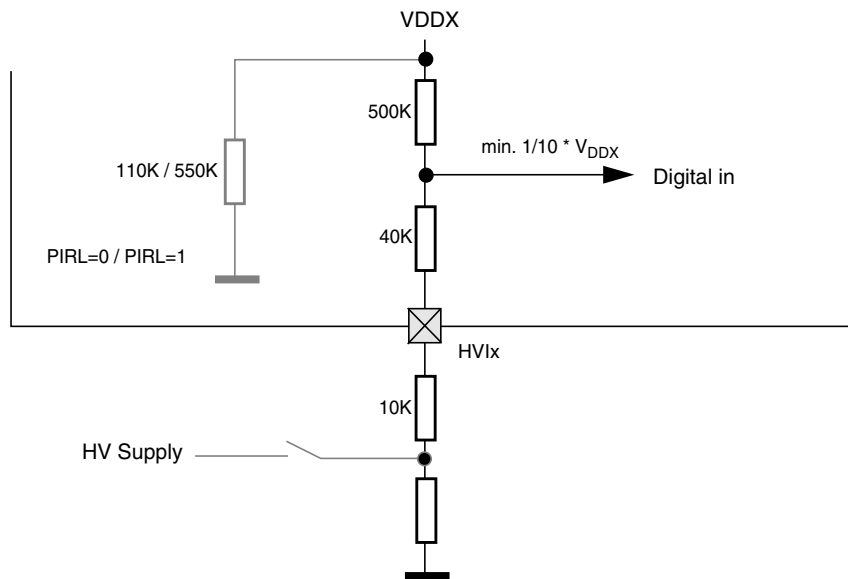 VDDX
500K
min. 1/10 * VDDX
110K / 550K
Digital in
40K
PIRL=0 / PIRL=1
HVIx
10K
HV Supply